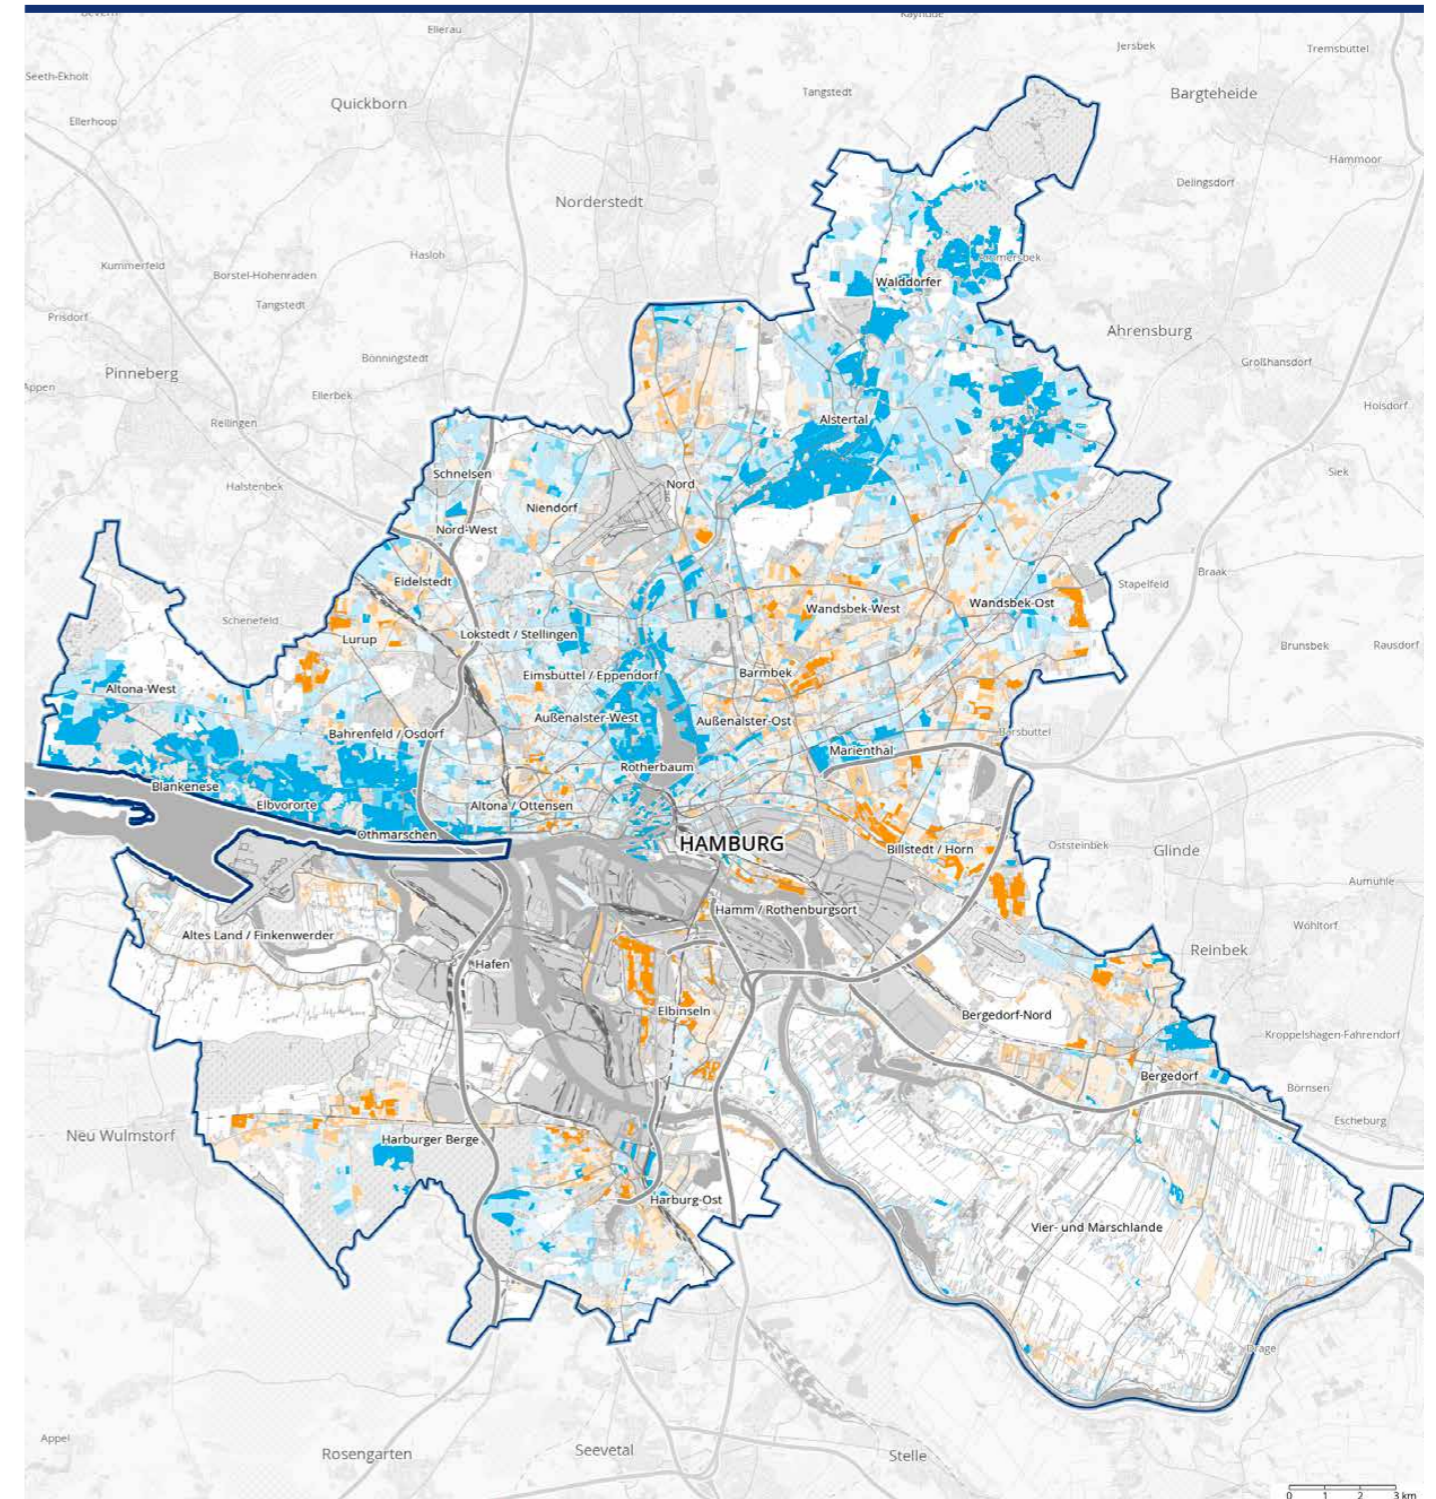 Kayhude
Ellerau
Jersbek
Tremsbüttel
Seeth-Ekholt
Quickborn
Tangstedt
Bargteheide
Ellerhoop
Hammoor
Delingsdorf
Norderstedt
Hasloh
Kummerfeld
Borstel-Hohenraden
Ammersbek
Walddörfer
Tangstedt
Prisdorf
Ahrensburg
Bönningstedt
Großhansdorf
Pinneberg
Appen
Ellerbek
Hoisdorf
Alstertal
Rellingen
Schnelsen
Siek
Halstenbek
Nord
Niendorf
Nord-West
Braak
Eidelstedt
Stapelfeld
Wandsbek-West
Wandsbek-Ost
Schenefeld
Lurup
Lokstedt / Stellingen
Brunsbek
Rausdorf
Eimsbüttel / Eppendorf
Barmbek
Altona-West
Außenalster-West
Außenalster-Ost
Bahrenfeld / Osdorf
Barsbüttel
Marienthal
Rotherbaum
Blankenese
Elbvororte
Altona / Ottensen
Othmarschen
HAMBURG
Billstedt / Horn
Oststeinbek
Glinde
Aumühle
Hamm / Rothenburgsort
Wohltorf
Altes Land / Finkenwerder
Reinbek
Hafen
Elbinseln
Bergedorf-Nord
Kröppelshagen-Fahrendorf
Bergedorf
Börnsen
Escheburg
Neu Wulmstorf
Harburger Berge
Harburg-Ost
Vier- und Marschlande
Drage
Appel
Rosengarten
Seevetal
Stelle
0 1 2 3 km